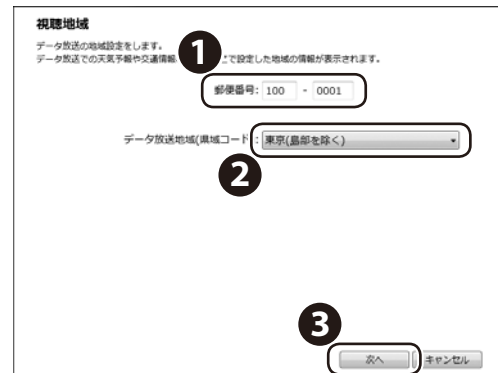 視聴地域
データ放送の地域設定をします。
データ放送での天気予報や交通情報
で設定した地域の情報が表示されます。
1
郵便番号: 100 - 0001
データ放送地域(県域コード : 東京(島部を除く)
2
3
次へ キャンセル